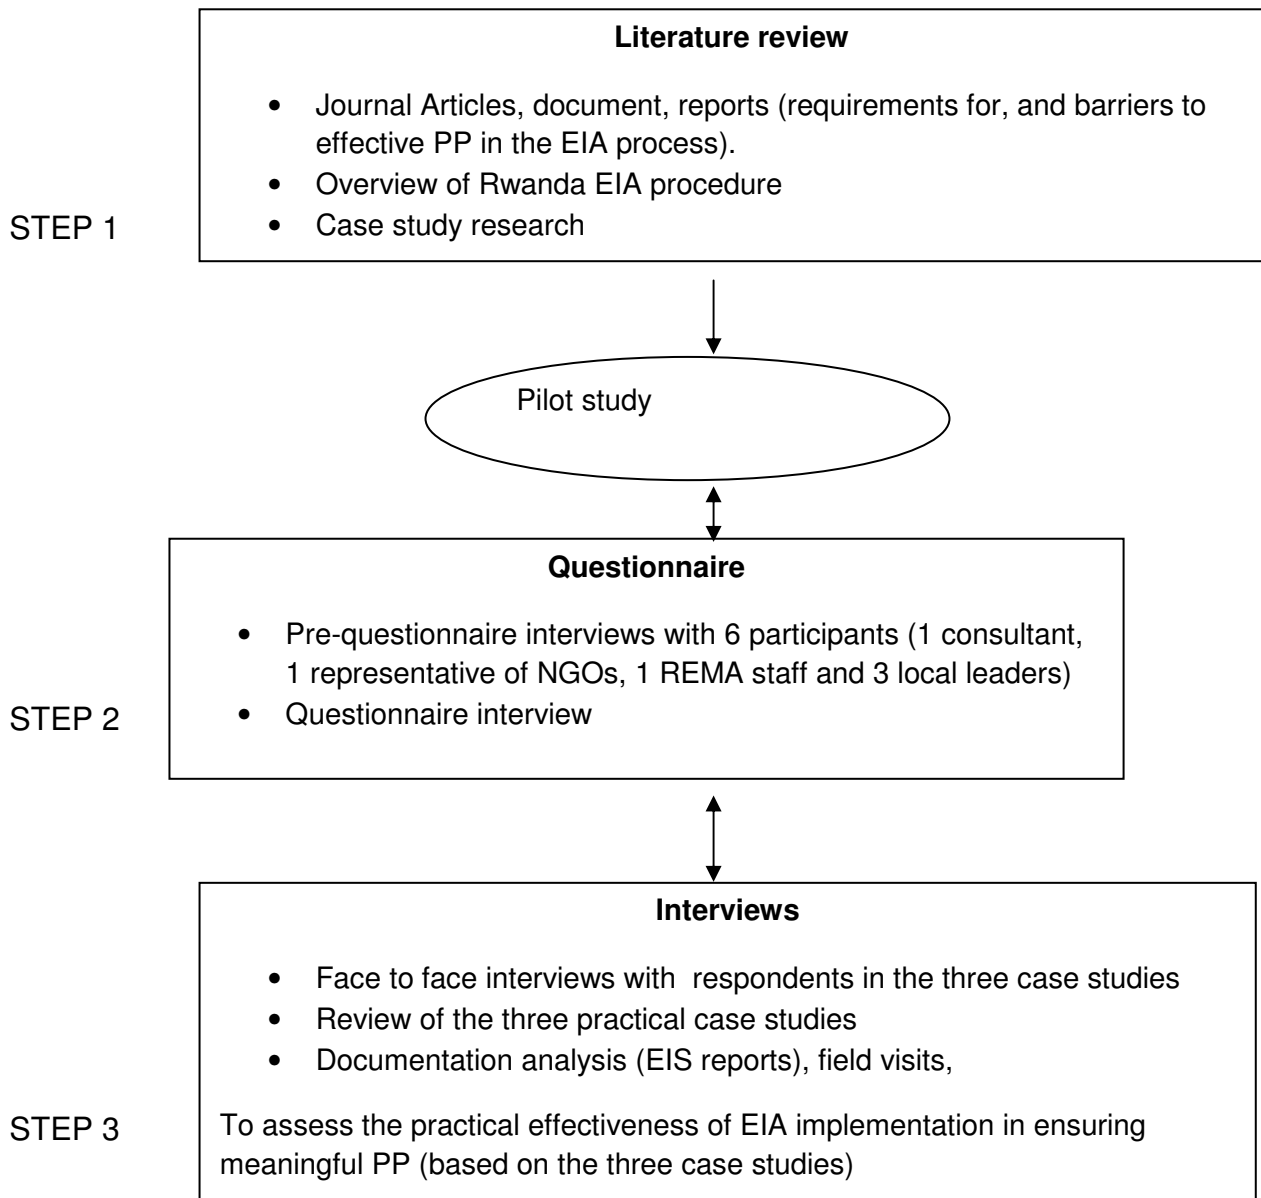 Literature review
• Journal Articles, document, reports (requirements for, and barriers to
effective PP in the EIA process).
• Overview of Rwanda EIA procedure
• Case study research
STEP 1
Pilot study
Questionnaire
• Pre-questionnaire interviews with 6 participants (1 consultant,
1 representative of NGOs, 1 REMA staff and 3 local leaders)
• Questionnaire interview
STEP 2
Interviews
• Face to face interviews with respondents in the three case studies
• Review of the three practical case studies
• Documentation analysis (EIS reports), field visits,
STEP 3
To assess the practical effectiveness of EIA implementation in ensuring
meaningful PP (based on the three case studies)